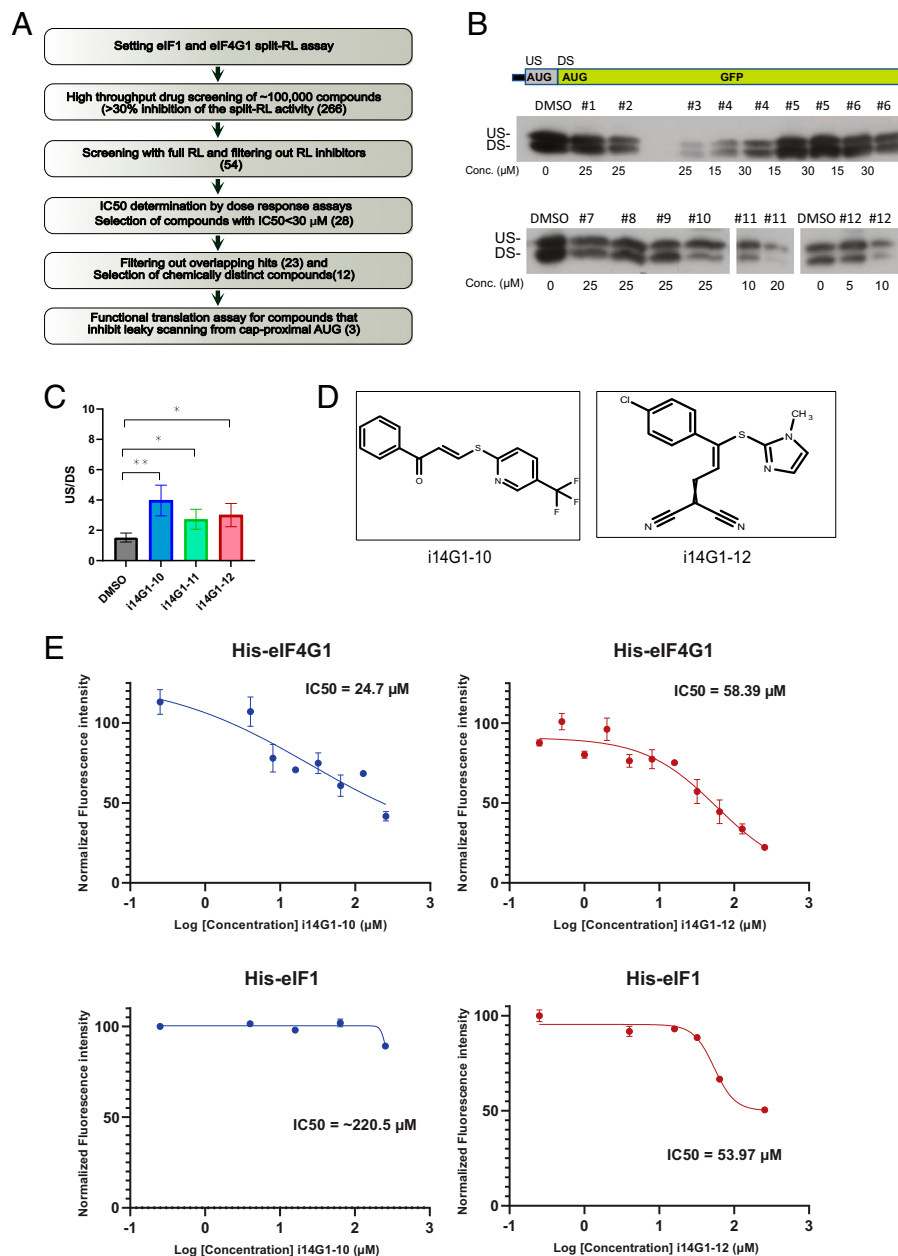 A
Setting eIF1 and eIF4G1 split-RL assay
High throughput drug screening of ~100,000 compounds
(>30% inhibition of the split-RL activity) (266)
Screening with full RL and filtering out RL inhibitors
(54)
IC50 determination by dose response assays
Selection of compounds with IC50<30 µM (28)
Filtering out overlapping hits (23) and
Selection of chemically distinct compounds(12)
Functional translation assay for compounds that
inhibit leaky scanning from cap-proximal AUG (3)
B
US DS
AUG AUG GFP
DMSO #1 #2 #3 #4 #4 #5 #5 #6 #6
US-
DS-
Conc. (µM) 0 25 25 25 15 30 15 30 15 30
DMSO #7 #8 #9 #10 #11 #11 DMSO #12 #12
US-
DS-
Conc. (µM) 0 25 25 25 25 10 20 0 5 10
C
US/DS
10
8
6
4
2
0
*
*
**
DMSO
i14G1-10
i14G1-11
i14G1-12
D
S
O
N
F
F
F
i14G1-10
Cl
S
N
CH3
N
N
N
i14G1-12
E
His-eIF4G1
IC50 = 24.7 µM
Normalized Fluorescence intensity
100
50
0
-1 0 1 2 3
Log [Concentration] i14G1-10 (µM)
His-eIF4G1
IC50 = 58.39 µM
Normalized Fluorescence intensity
100
50
0
-1 0 1 2 3
Log [Concentration] i14G1-12 (µM)
His-eIF1
IC50 = ~220.5 µM
Normalized Fluorescence intensity
100
50
0
-1 0 1 2 3
Log [Concentration] i14G1-10 (µM)
His-eIF1
IC50 = 53.97 µM
Normalized Fluorescence intensity
100
50
0
-1 0 1 2 3
Log [Concentration] i14G1-12 (µM)